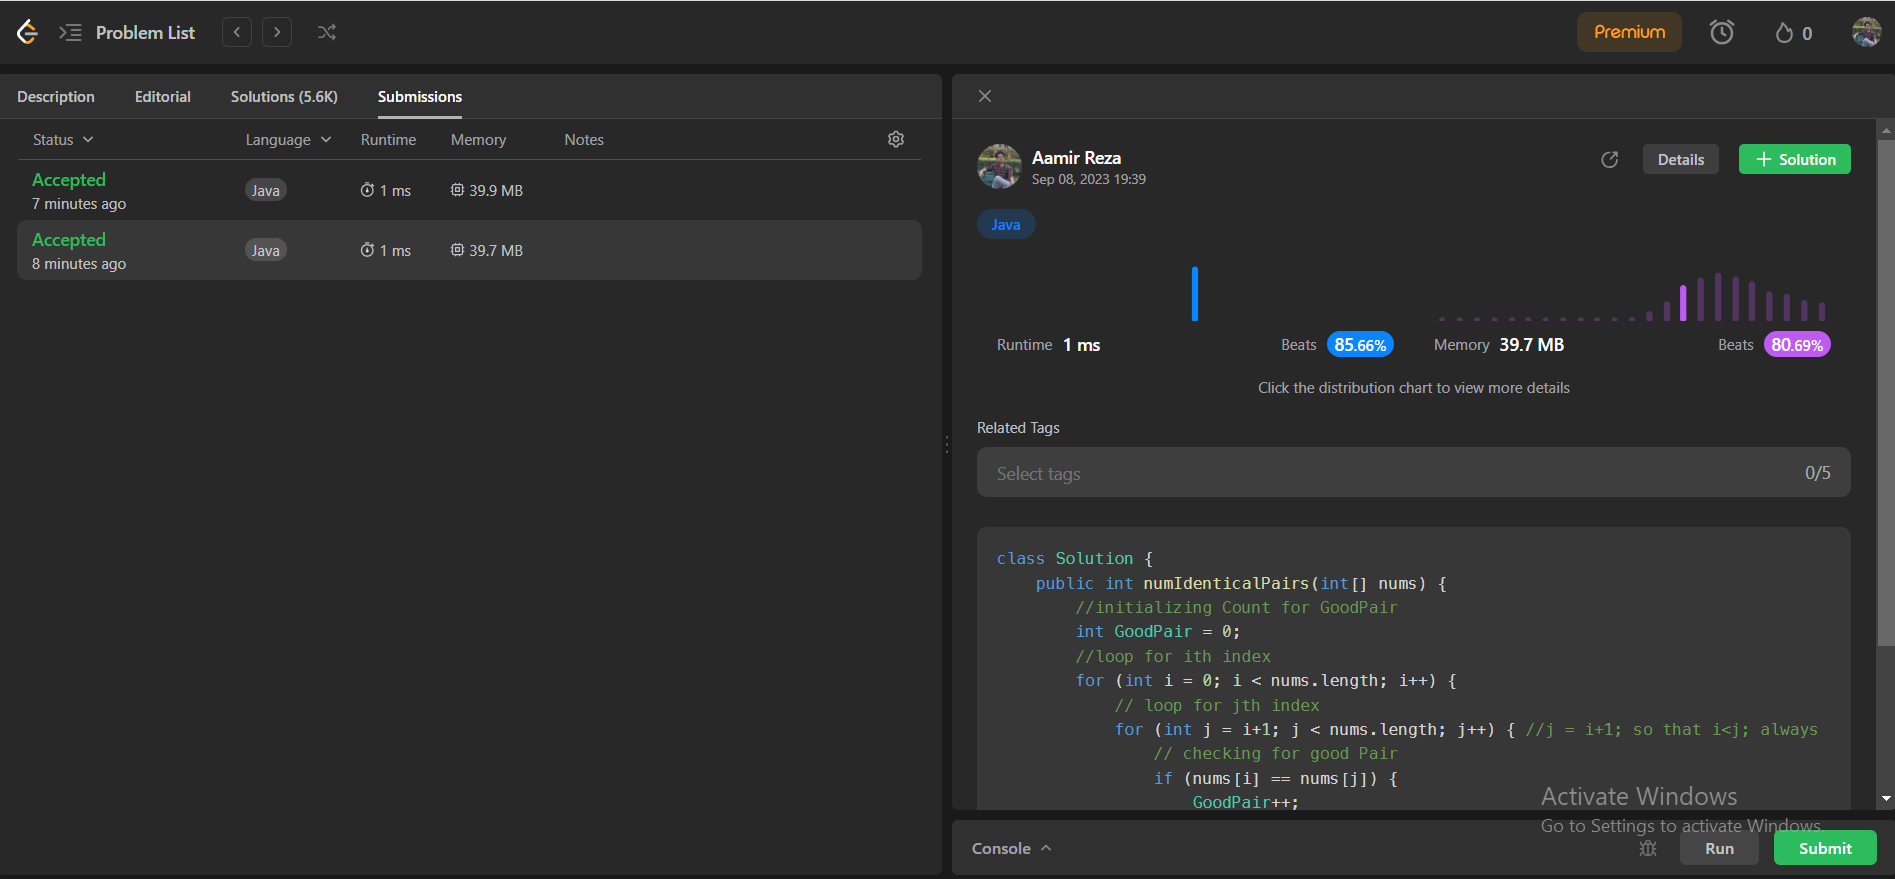 Problem List
Premium
0
Description Editorial Solutions (5.6K) Submissions
Status Language Runtime Memory Notes
Accepted
7 minutes ago
Java 1 ms 39.9 MB
Accepted
8 minutes ago
Java 1 ms 39.7 MB
Aamir Reza
Sep 08, 2023 19:39
Details + Solution
Java
Runtime 1 ms Beats 85.66% Memory 39.7 MB Beats 80.69%
Click the distribution chart to view more details
Related Tags
Select tags 0/5
class Solution {
    public int numIdenticalPairs(int[] nums) {
        //initializing Count for GoodPair
        int GoodPair = 0;
        //loop for ith index
        for (int i = 0; i < nums.length; i++) {
            // loop for jth index
            for (int j = i+1; j < nums.length; j++) { //j = i+1; so that i<j; always
                // checking for good Pair
                if (nums[i] == nums[j]) {
                    GoodPair++;
Activate Windows
Go to Settings to activate Windows.
Console Run Submit